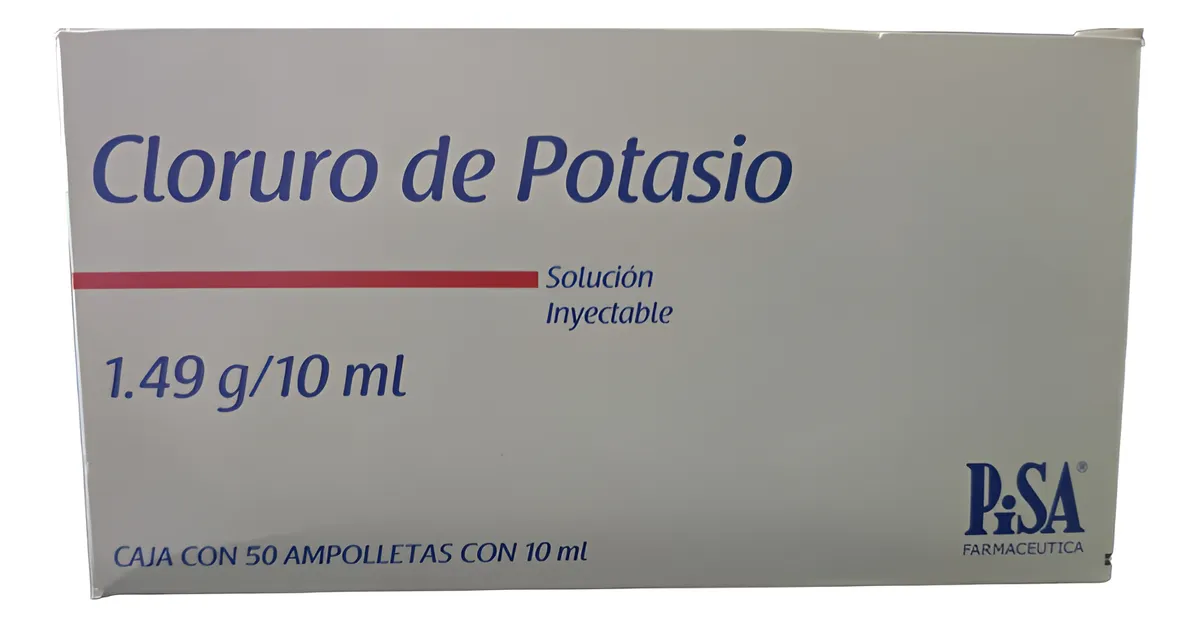 Cloruro de Potasio
Solución
Inyectable
1.49 g/10 ml
PiSA®
FARMACEUTICA
CAJA CON 50 AMPOLLETAS CON 10 ml